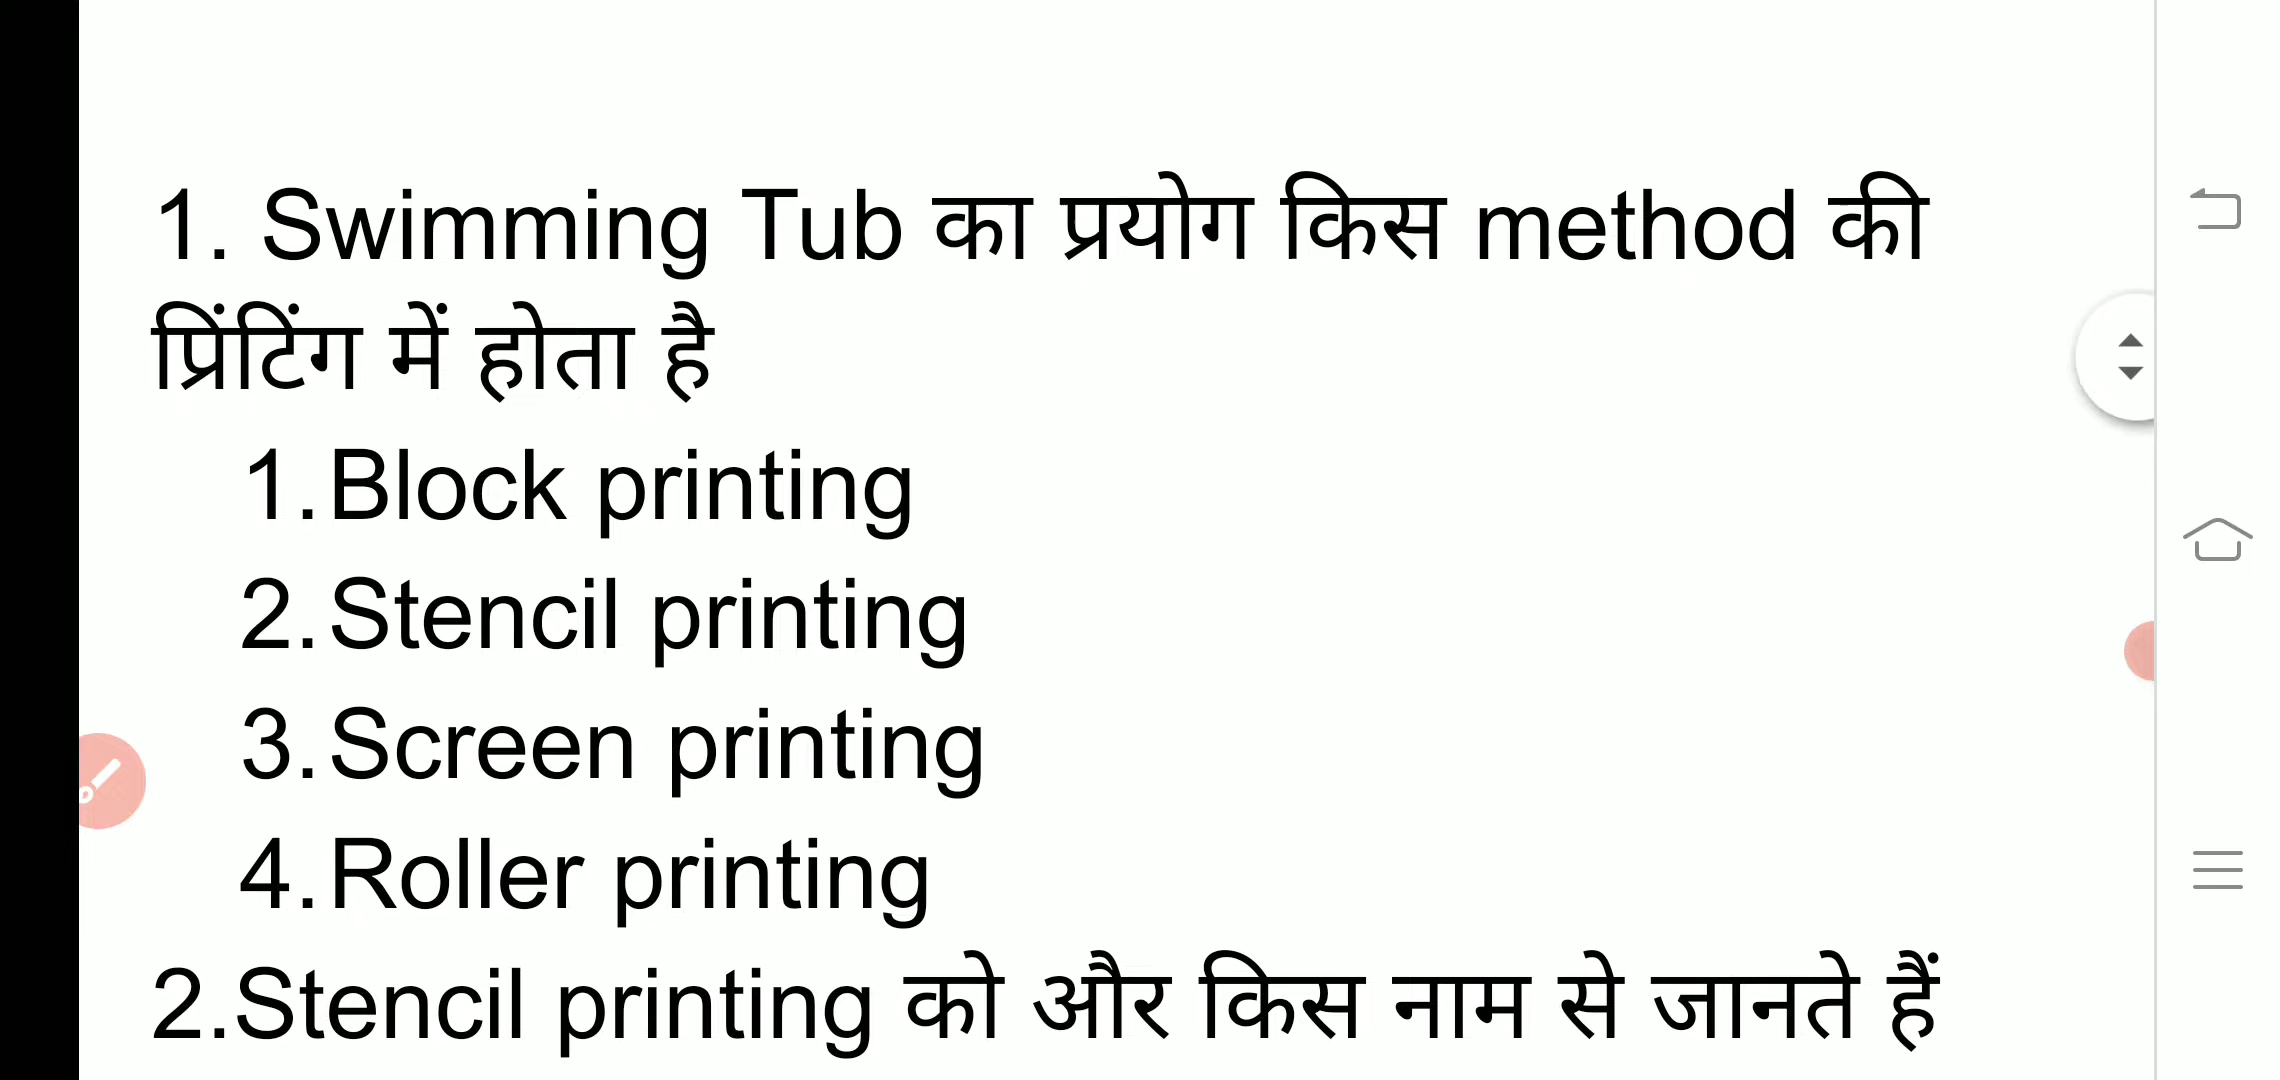 1. Swimming Tub का प्रयोग किस method की
प्रिंटिंग में होता है
1.Block printing
2.Stencil printing
3.Screen printing
4.Roller printing
2.Stencil printing को और किस नाम से जानते हैं